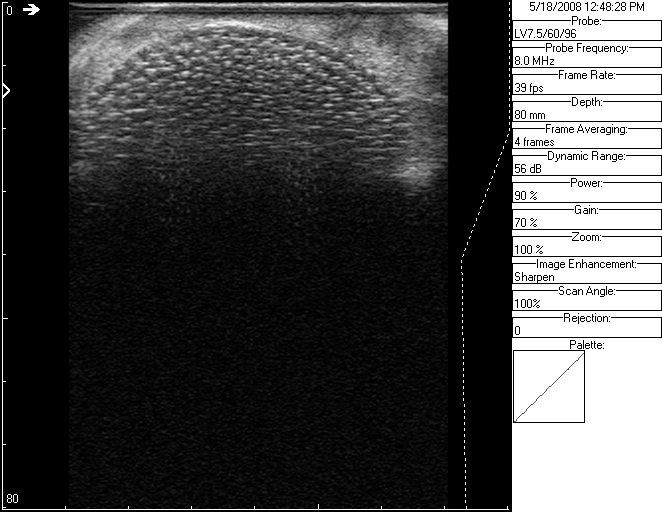 0
80
5/18/2008 12:48:28 PM
Probe:
LV7.5/60/96
Probe Frequency:
8.0 MHz
Frame Rate:
39 fps
Depth:
80 mm
Frame Averaging:
4 frames
Dynamic Range:
56 dB
Power:
90 %
Gain:
70 %
Zoom:
100 %
Image Enhancement:
Sharpen
Scan Angle:
100%
Rejection:
0
Palette: